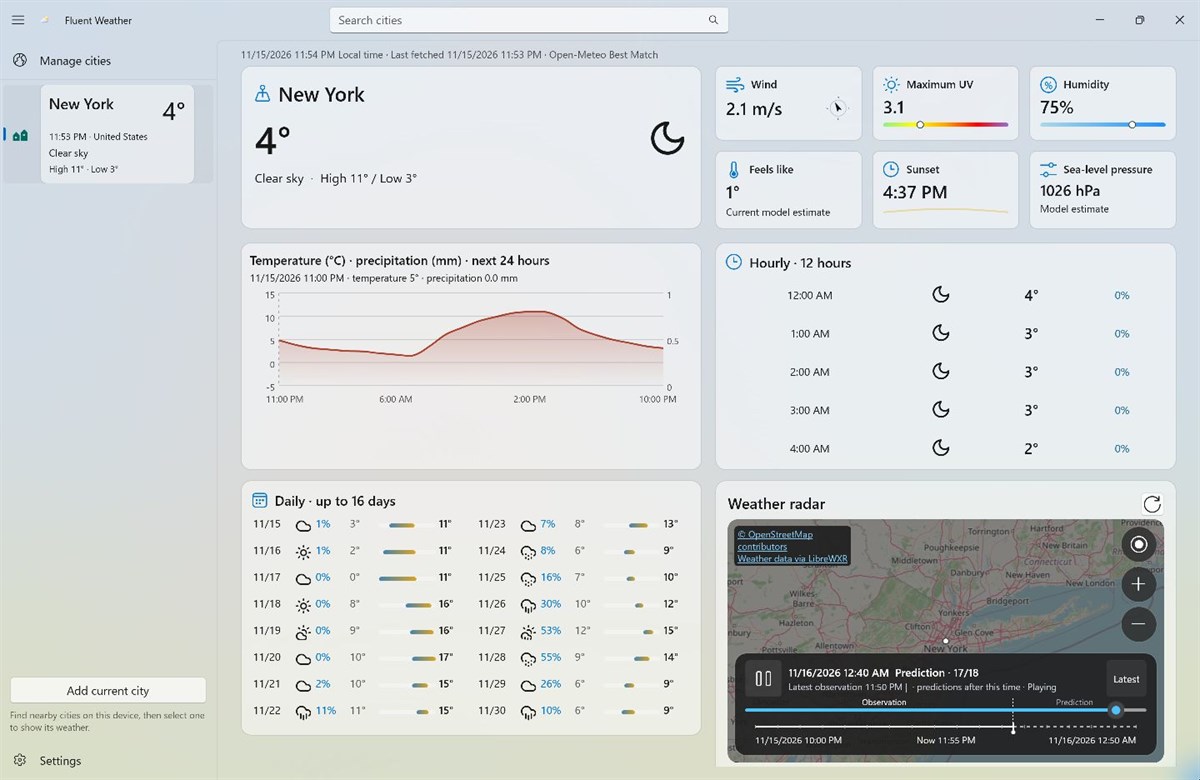 Fluent Weather
Search cities
Manage cities
New York
4°
11:53 PM · United States
Clear sky
High 11° · Low 3°
Add current city
Find nearby cities on this device, then select one
to show its weather.
Settings
11/15/2026 11:54 PM Local time · Last fetched 11/15/2026 11:53 PM · Open-Meteo Best Match
New York
4°
Clear sky · High 11° / Low 3°
Wind
2.1 m/s
Maximum UV
3.1
Humidity
75%
Feels like
1°
Current model estimate
Sunset
4:37 PM
Sea-level pressure
1026 hPa
Model estimate
Temperature (°C) · precipitation (mm) · next 24 hours
11/15/2026 11:00 PM · temperature 5° · precipitation 0.0 mm
15 1
10
5 0.5
0
-5 0
11:00 PM 6:00 AM 2:00 PM 10:00 PM
Hourly · 12 hours
12:00 AM 4° 0%
1:00 AM 3° 0%
2:00 AM 3° 0%
3:00 AM 3° 0%
4:00 AM 2° 0%
Daily · up to 16 days
11/15 1% 3° 11° 11/23 7% 8° 13°
11/16 1% 2° 11° 11/24 8% 6° 9°
11/17 0% 0° 11° 11/25 16% 7° 10°
11/18 0% 8° 16° 11/26 30% 10° 12°
11/19 0% 9° 16° 11/27 53% 12° 15°
11/20 0% 10° 17° 11/28 55% 9° 14°
11/21 2% 10° 15° 11/29 26% 6° 9°
11/22 11% 11° 15° 11/30 10% 6° 9°
Weather radar
© OpenStreetMap
contributors
Weather data via LibreWXR
Providence
Torrington Hartford
Poughkeepsie New Britain
Middletown Connecticut
Danbury New London
New Haven
Wilkes
Barre
Bridgeport
Yonkers
Hazleton Clifton
nbury Glen Cove
Allentown New York
Pottsville
11/16/2026 12:40 AM Prediction · 17/18
Latest observation 11:50 PM | · predictions after this time · Playing
Latest
Observation Prediction
11/15/2026 10:00 PM Now 11:55 PM 11/16/2026 12:50 AM